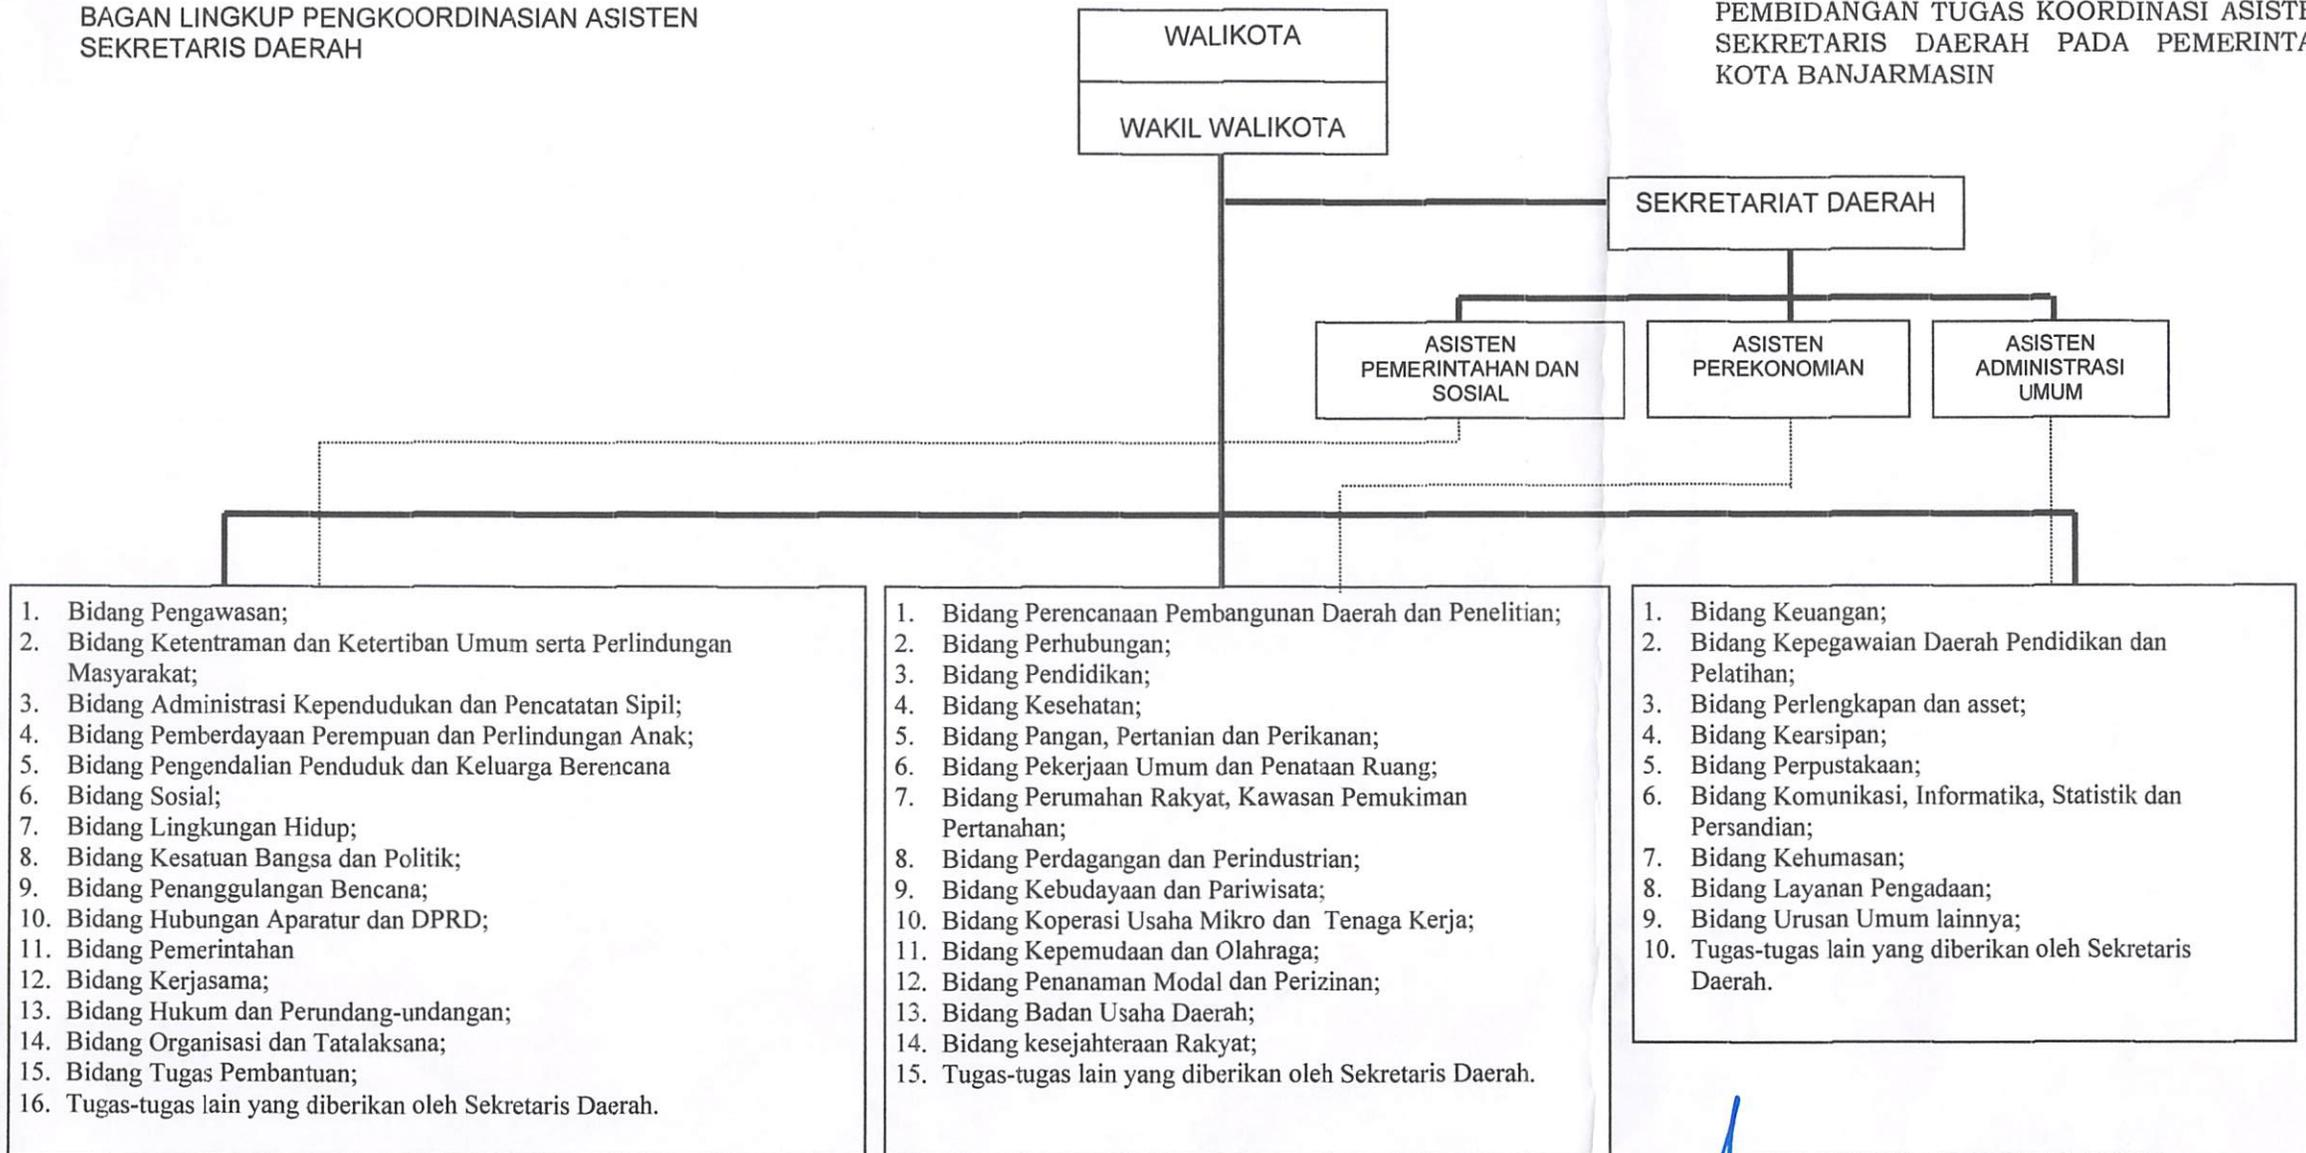 BAGAN LINGKUP PENGKOORDINASIAN ASISTEN
SEKRETARIS DAERAH
PEMBIDANGAN TUGAS KOORDINASI
SEKRETARIS DAERAH PADA
KOTA BANJARMASIN
WALIKOTA
WAKIL WALIKOTA
SEKRETARIAT DAERAH
ASISTEN
PEMERINTAHAN DAN
SOSIAL
ASISTEN
PEREKONOMIAN
ASISTEN
ADMINISTRASI
UMUM
1. Bidang Pengawasan;
2. Bidang Ketentraman dan Ketertiban Umum serta Perlindungan
Masyarakat;
3. Bidang Administrasi Kependudukan dan Pencatatan Sipil;
4. Bidang Pemberdayaan Perempuan dan Perlindungan Anak;
5. Bidang Pengendalian Penduduk dan Keluarga Berencana
6. Bidang Sosial;
7. Bidang Lingkungan Hidup;
8. Bidang Kesatuan Bangsa dan Politik;
9. Bidang Penanggulangan Bencana;
10. Bidang Hubungan Aparatur dan DPRD;
11. Bidang Pemerintahan
12. Bidang Kerjasama;
13. Bidang Hukum dan Perundang-undangan;
14. Bidang Organisasi dan Tatalaksana;
15. Bidang Tugas Pembantuan;
16. Tugas-tugas lain yang diberikan oleh Sekretaris Daerah.
1. Bidang Perencanaan Pembangunan Daerah dan Penelitian;
2. Bidang Perhubungan;
3. Bidang Pendidikan;
4. Bidang Kesehatan;
5. Bidang Pangan, Pertanian dan Perikanan;
6. Bidang Pekerjaan Umum dan Penataan Ruang;
7. Bidang Perumahan Rakyat, Kawasan Pemukiman
Pertanahan;
8. Bidang Perdagangan dan Perindustrian;
9. Bidang Kebudayaan dan Pariwisata;
10. Bidang Koperasi Usaha Mikro dan Tenaga Kerja;
11. Bidang Kepemudaan dan Olahraga;
12. Bidang Penanaman Modal dan Perizinan;
13. Bidang Badan Usaha Daerah;
14. Bidang kesejahteraan Rakyat;
15. Tugas-tugas lain yang diberikan oleh Sekretaris Daerah.
1. Bidang Keuangan;
2. Bidang Kepegawaian Daerah Pendidikan dan
Pelatihan;
3. Bidang Perlengkapan dan asset;
4. Bidang Kearsipan;
5. Bidang Perpustakaan;
6. Bidang Komunikasi, Informatika, Statistik dan
Persandian;
7. Bidang Kehumasan;
8. Bidang Layanan Pengadaan;
9. Bidang Urusan Umum lainnya;
10. Tugas-tugas lain yang diberikan oleh Sekretaris
Daerah.